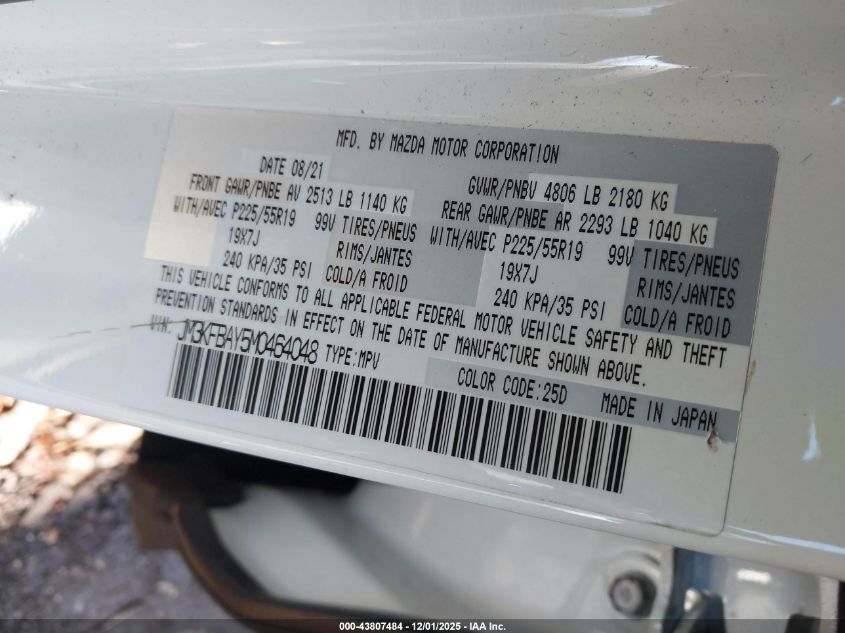 MFD. BY MAZDA MOTOR CORPORATION
DATE 08/21
GVWR/PNBV 4806 LB 2180 KG
FRONT GAWR/PNBE AV 2513 LB 1140 KG
REAR GAWR/PNBE AR 2293 LB 1040 KG
WITH/AVEC P225/55R19 99V TIRES/PNEUS
19X7J RIMS/JANTES
240 KPA/35 PSI COLD/A FROID
WITH/AVEC P225/55R19 99V TIRES/PNEUS
19X7J RIMS/JANTES
240 KPA/35 PSI COLD/A FROID
THIS VEHICLE CONFORMS TO ALL APPLICABLE FEDERAL MOTOR VEHICLE SAFETY AND THEFT
PREVENTION STANDARDS IN EFFECT ON THE DATE OF MANUFACTURE SHOWN ABOVE.
VIN: JM3KFBAY5M0464048 TYPE:MPV
COLOR CODE:25D MADE IN JAPAN
000-43807484 • 12/01/2025 • IAA Inc.